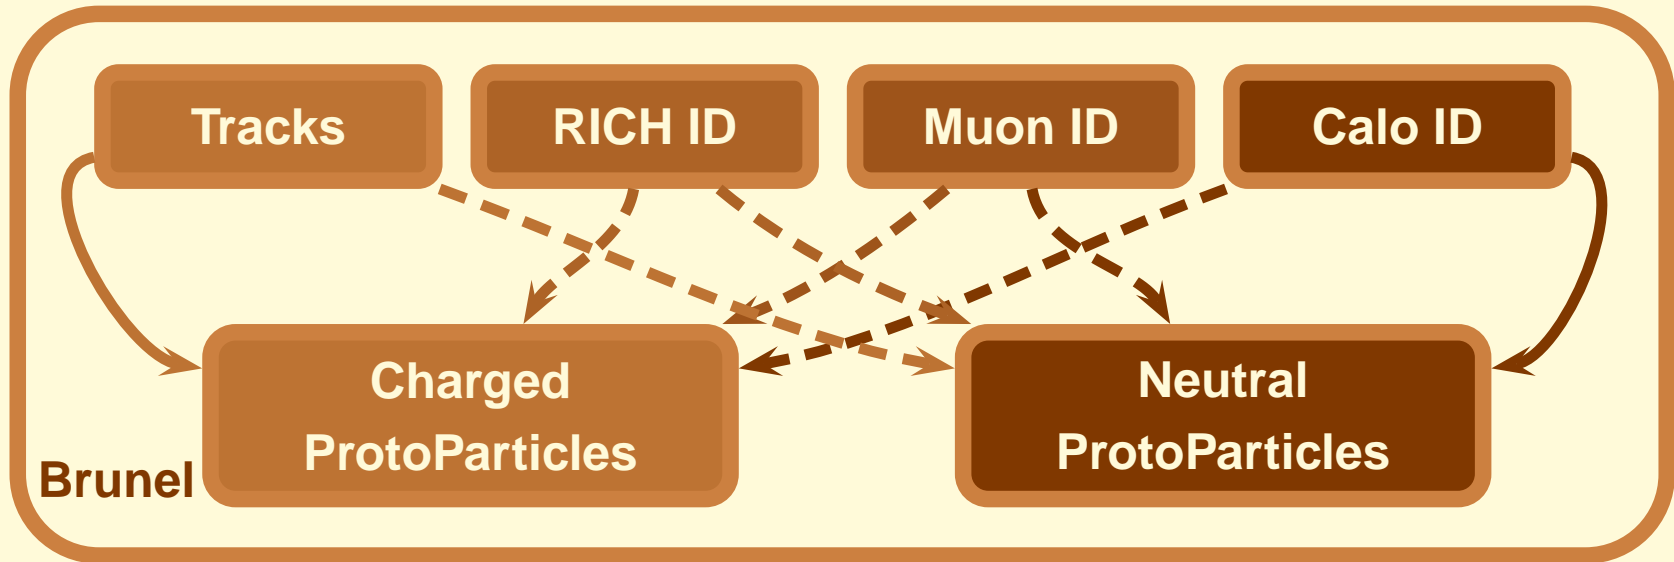 Tracks
RICH ID
Muon ID
Calo ID
Charged
ProtoParticles
Neutral
ProtoParticles
Brunel